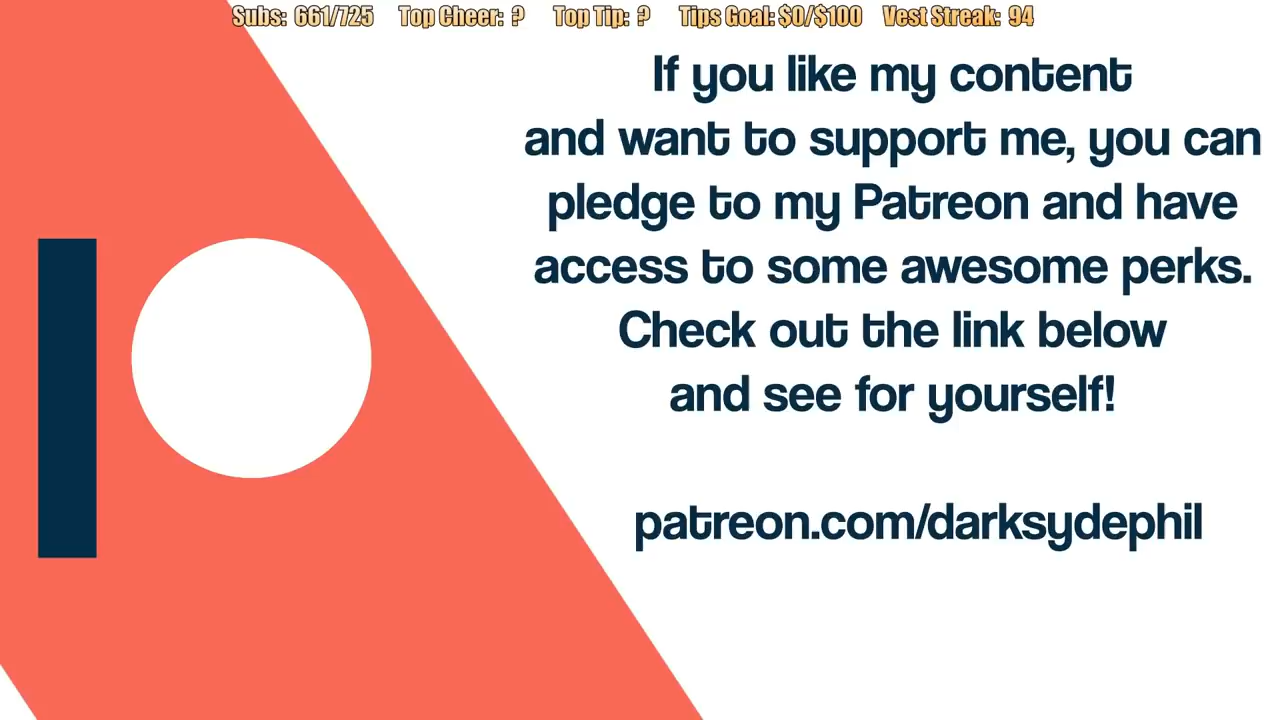 Subs: 661/725 Top Cheer: ? Top Tip: ? Tips Goal: $0/$100 Vest Streak: 94
If you like my content
and want to support me, you can
pledge to my Patreon and have
access to some awesome perks.
Check out the link below
and see for yourself!
patreon.com/darksydephil